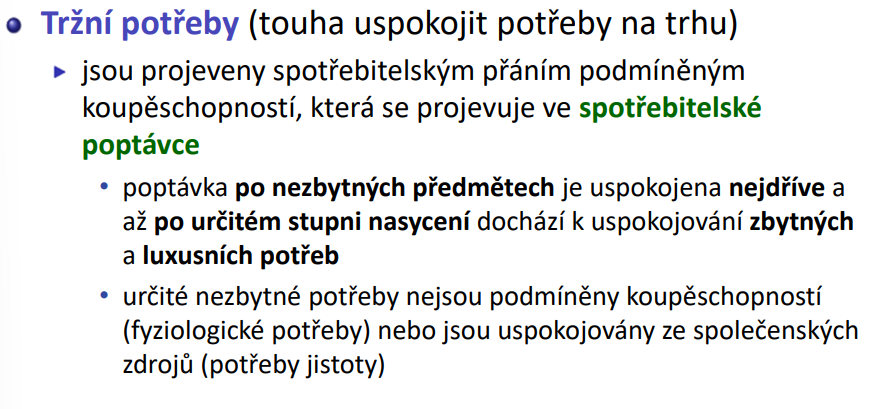 Tržní potřeby (touha uspokojit potřeby na trhu)
jsou projeveny spotřebitelským přáním podmíněným
koupěschopností, která se projevuje ve spotřebitelské
poptávce
poptávka po nezbytných předmětech je uspokojena nejdříve a
až po určitém stupni nasycení dochází k uspokojování zbytných
a luxusních potřeb
určité nezbytné potřeby nejsou podmíněny koupěschopností
(fyziologické potřeby) nebo jsou uspokojovány ze společenských
zdrojů (potřeby jistoty)